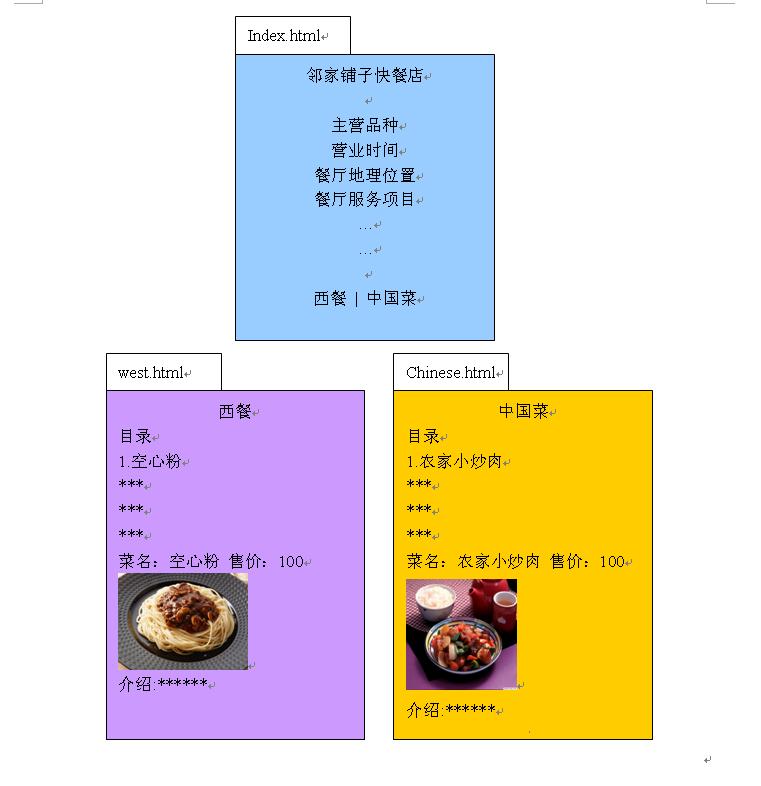 Index.html
邻家铺子快餐店
主营品种
营业时间
餐厅地理位置
餐厅服务项目
...
...
西餐 | 中国菜
west.html
西餐
目录
1.空心粉
***
***
***
菜名：空心粉 售价：100
介绍:******
Chinese.html
中国菜
目录
1.农家小炒肉
***
***
***
菜名：农家小炒肉 售价：100
介绍:******